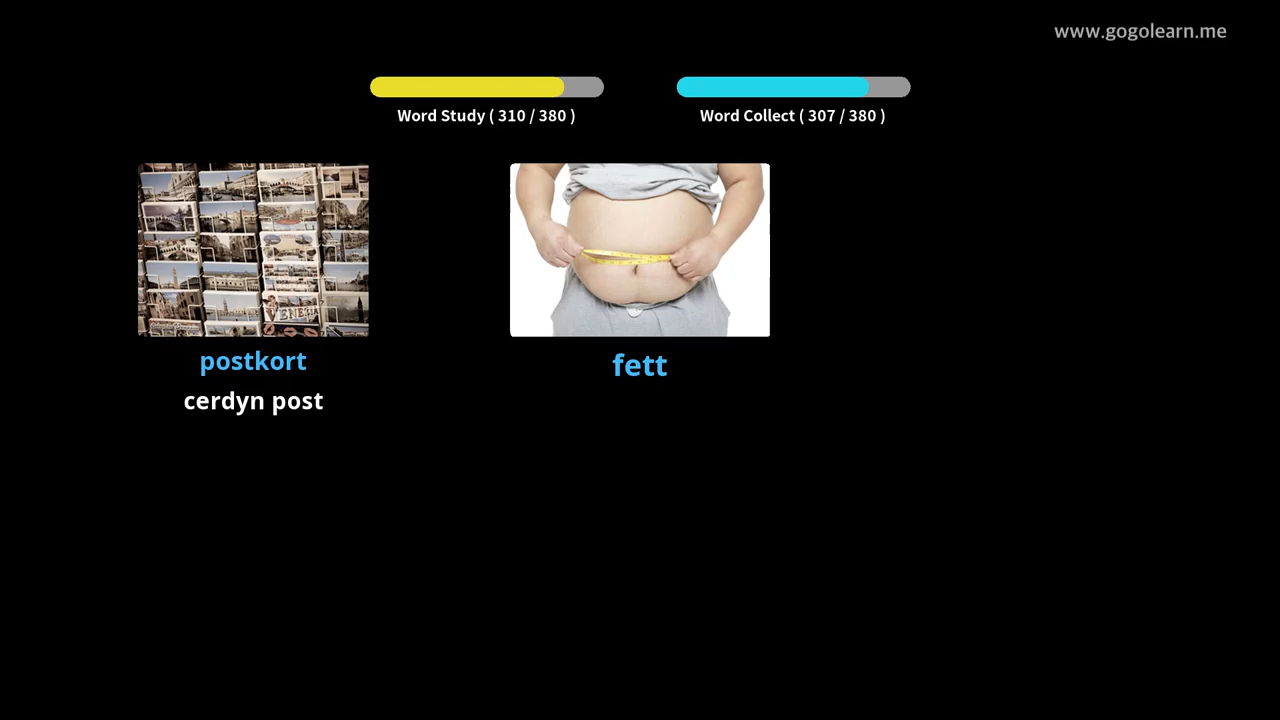 www.gogolearn.me
Word Study ( 310 / 380 )
Word Collect ( 307 / 380 )
postkort
cerdyn post
fett